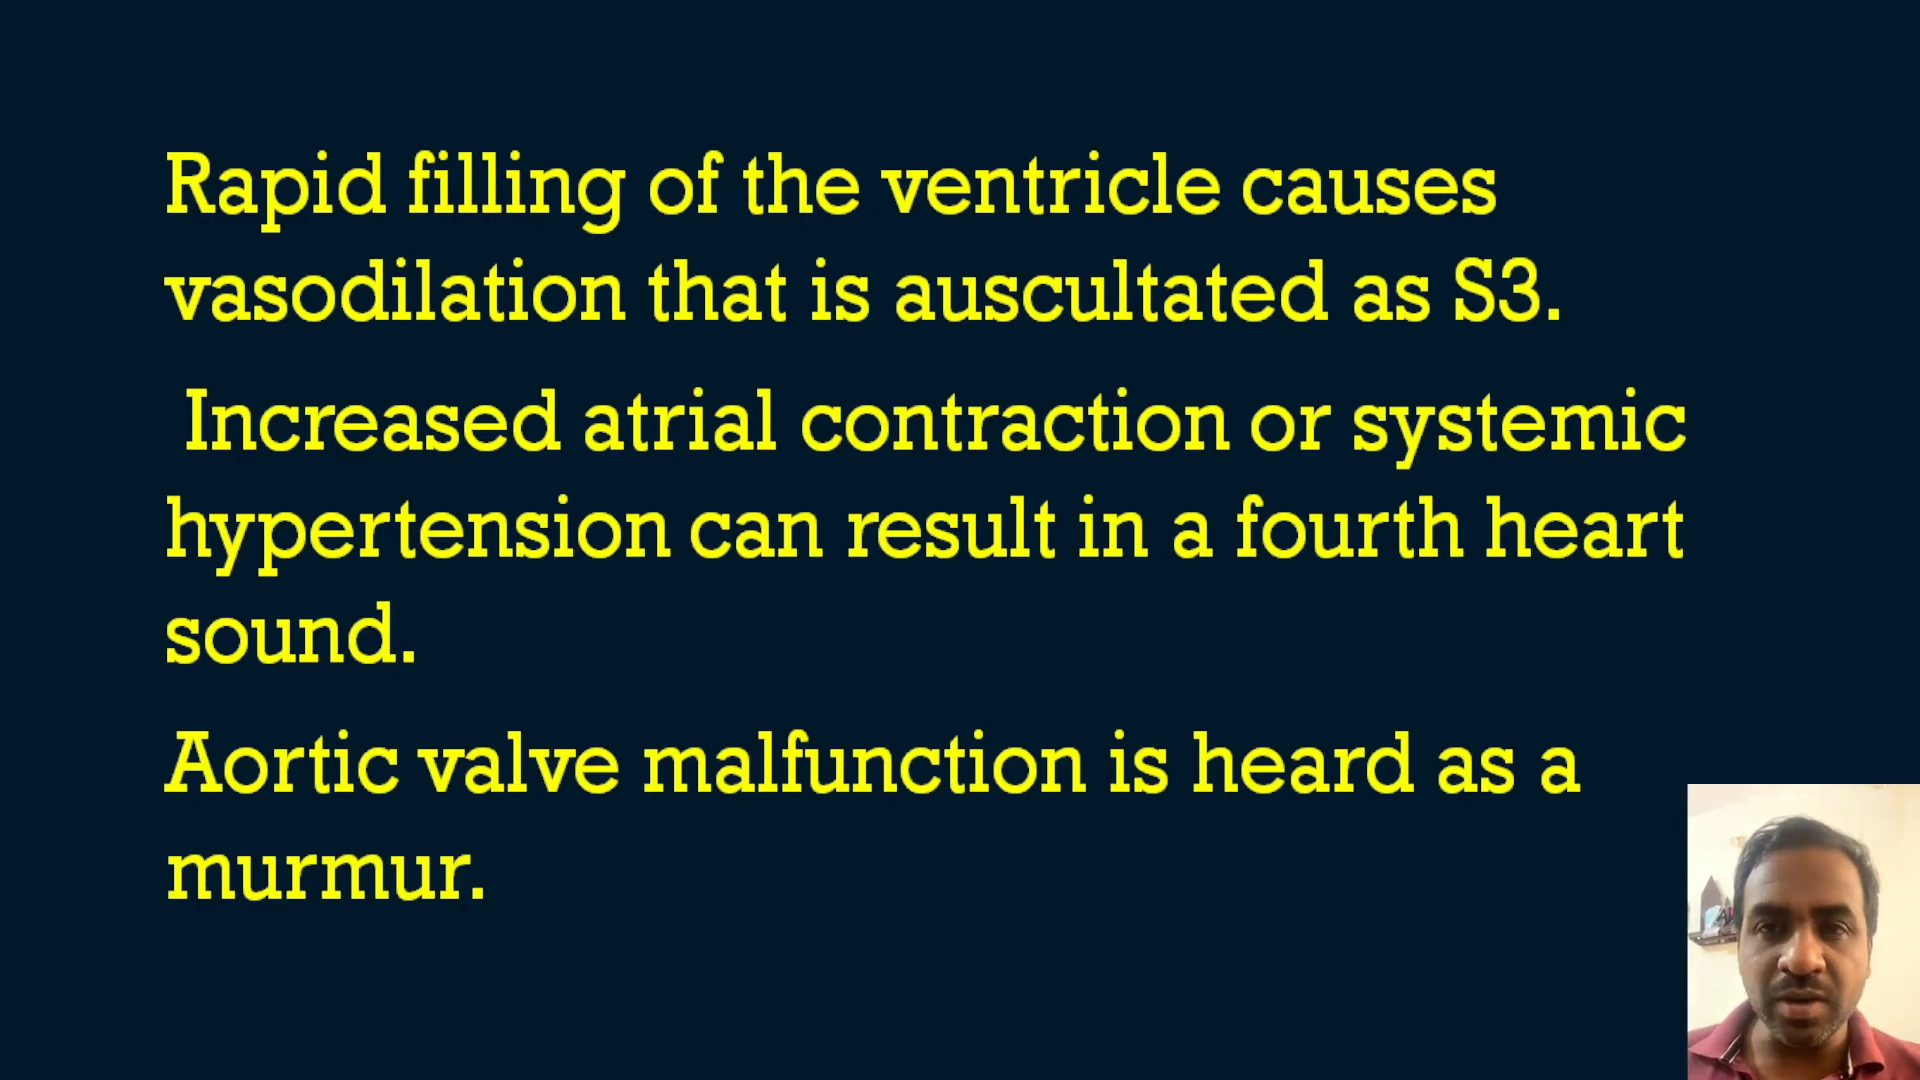 Rapid filling of the ventricle causes
vasodilation that is auscultated as S3.
Increased atrial contraction or systemic
hypertension can result in a fourth heart
sound.
Aortic valve malfunction is heard as a
murmur.